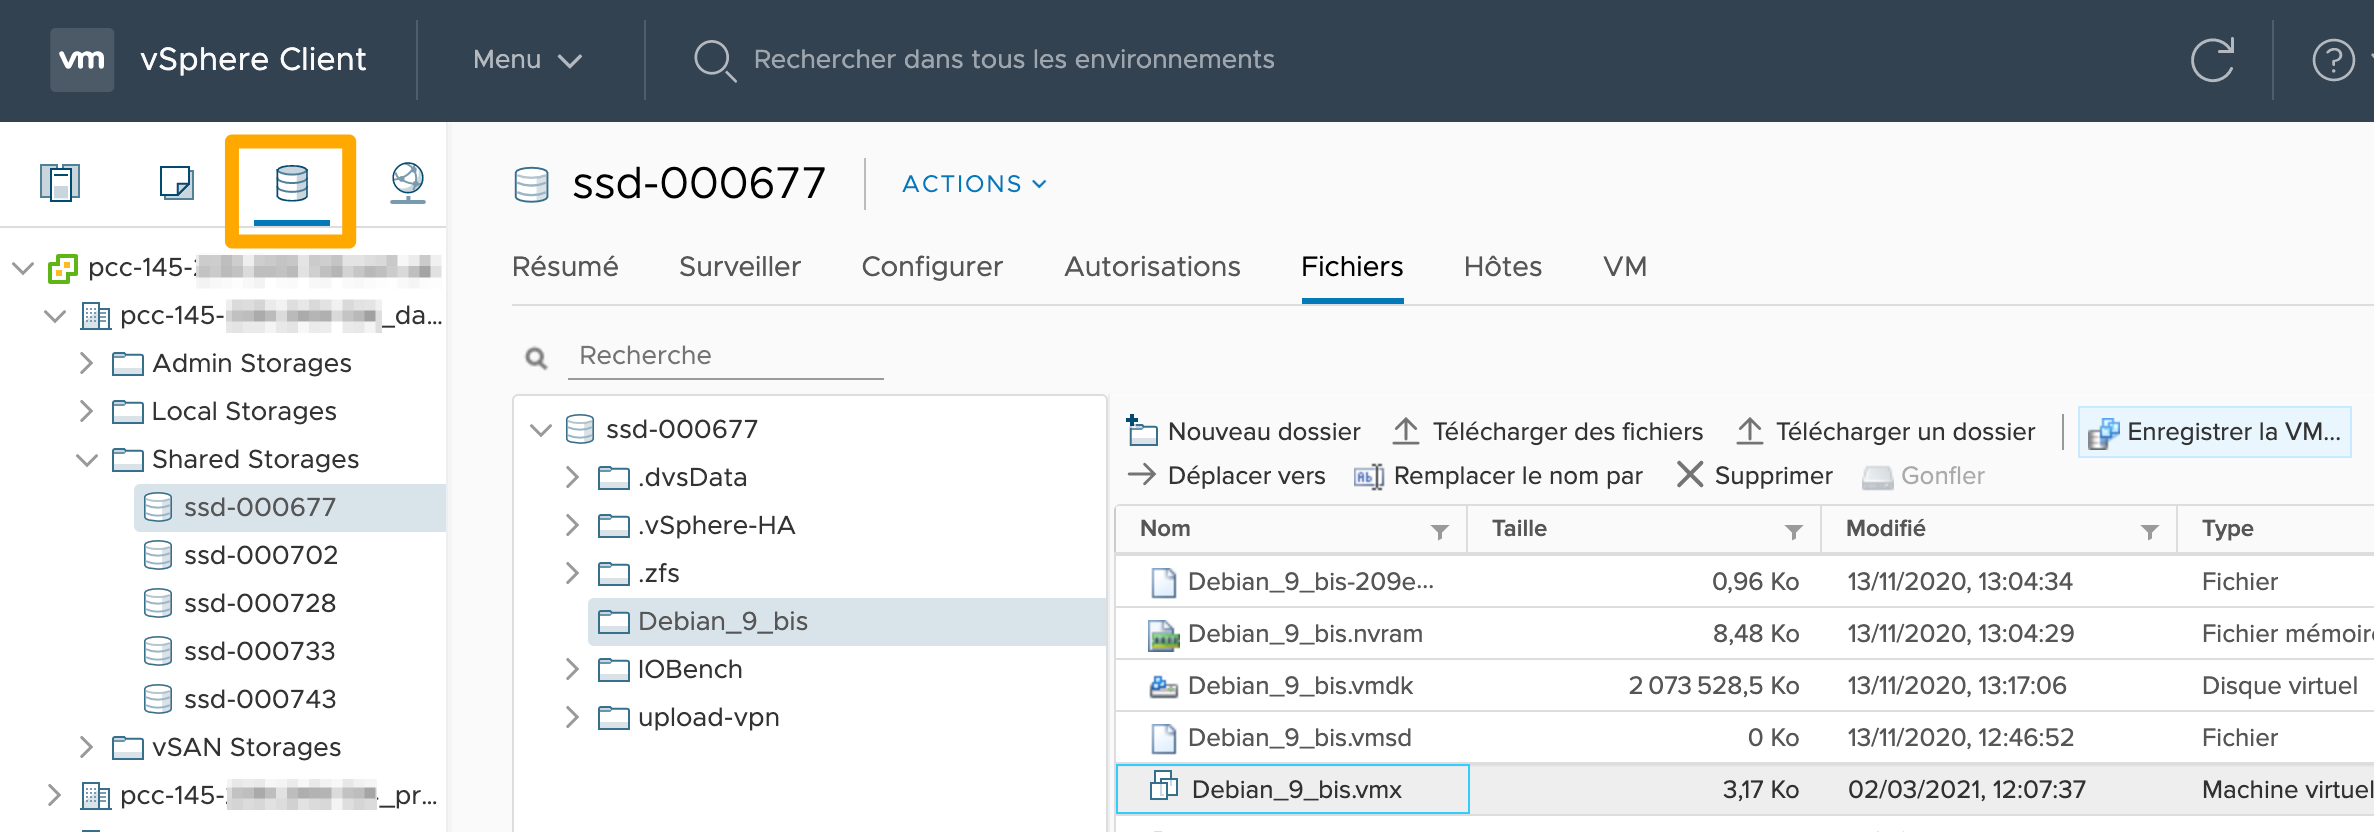 vm vSphere Client Menu Rechercher dans tous les environnements ?
ssd-000677 ACTIONS
Résumé Surveiller Configurer Autorisations Fichiers Hôtes VM
pcc-145-
pcc-145- _da...
Admin Storages
Local Storages
Shared Storages
ssd-000677
ssd-000702
ssd-000728
ssd-000733
ssd-000743
vSAN Storages
pcc-145- _pr...
Recherche
ssd-000677
.dvsData
.vSphere-HA
.zfs
Debian_9_bis
IOBench
upload-vpn
Nouveau dossier Télécharger des fichiers Télécharger un dossier Enregistrer la VM...
Déplacer vers Remplacer le nom par Supprimer Gonfler
Nom Taille Modifié Type
Debian_9_bis-209e... 0,96 Ko 13/11/2020, 13:04:34 Fichier
Debian_9_bis.nvram 8,48 Ko 13/11/2020, 13:04:29 Fichier mémoire
Debian_9_bis.vmdk 2 073 528,5 Ko 13/11/2020, 13:17:06 Disque virtuel
Debian_9_bis.vmsd 0 Ko 13/11/2020, 12:46:52 Fichier
Debian_9_bis.vmx 3,17 Ko 02/03/2021, 12:07:37 Machine virtuel